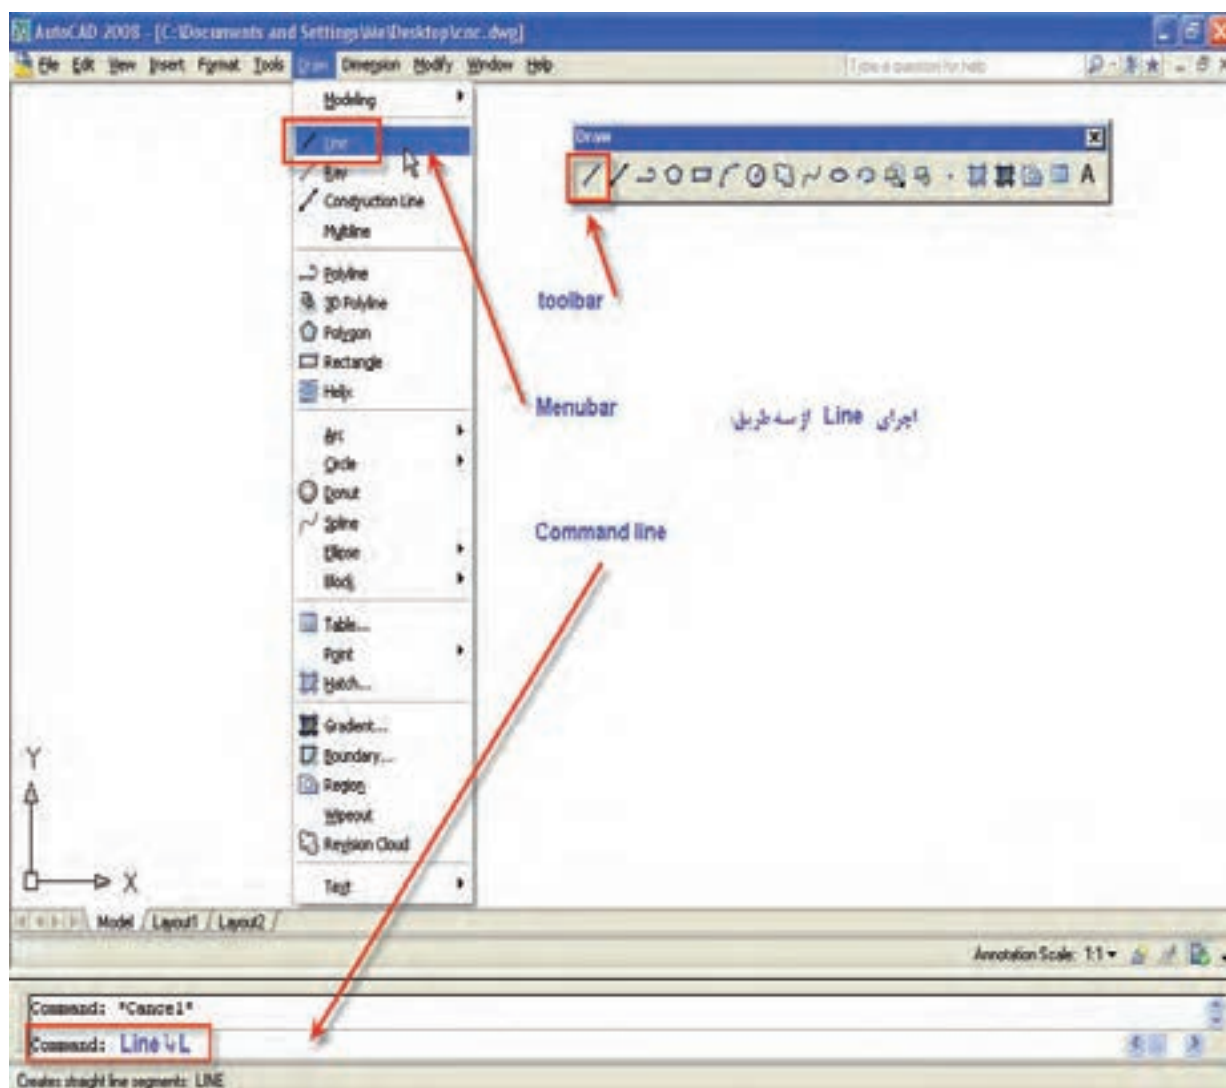 AutoCAD 2008 - [C:\Documents and Settings\Me\Desktop\cnc.dwg]
File Edit View Insert Format Tools Draw Dimension Modify Window Help
Type a question for help
Modeling
Line
Ray
Construction Line
Multiline
Polyline
3D Polyline
Polygon
Rectangle
Helix
Arc
Circle
Donut
Spline
Ellipse
Block
Table...
Point
Hatch...
Gradient...
Boundary...
Region
Wipeout
Revision Cloud
Text
Draw
A
toolbar
Menubar
اجرای Line از سه طریق
Command line
Y
X
Model / Layout1 / Layout2 /
Annotation Scale: 1:1
Command: *Cancel*
Command: Line یا L
Creates straight line segments: LINE